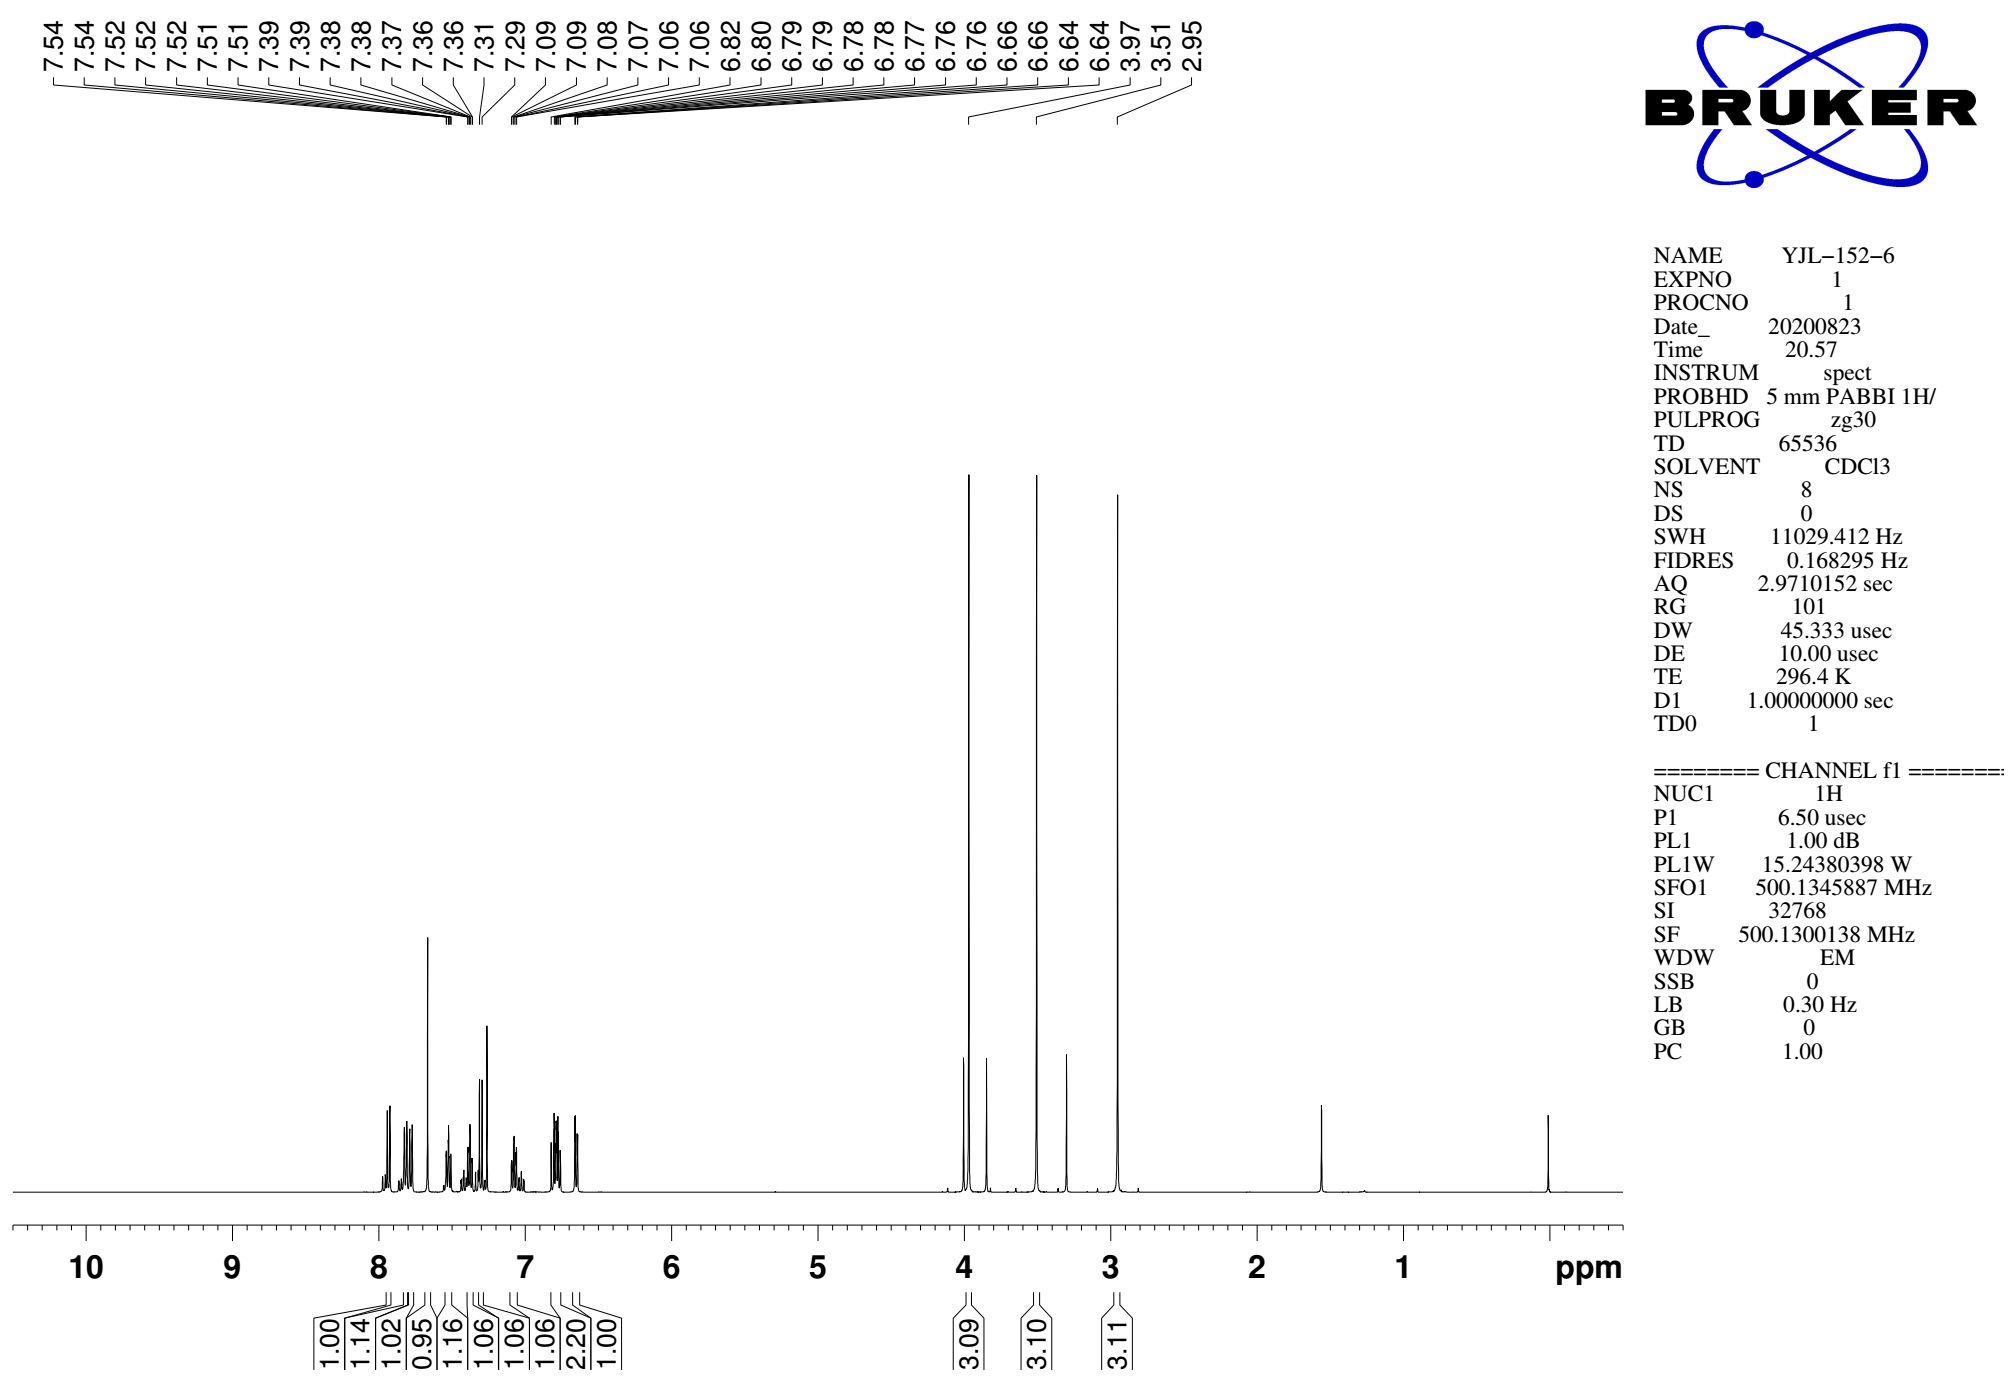 7.54 7.54 7.52 7.52 7.52 7.51 7.51 7.39 7.39 7.38 7.38 7.37 7.36 7.36 7.31 7.29 7.09 7.09 7.08 7.07 7.06 7.06 6.82 6.80 6.79 6.79 6.78 6.78 6.77 6.76 6.76 6.66 6.66 6.64 6.64 3.97 3.51 2.95
BRUKER
NAME YJL−152−6
EXPNO 1
PROCNO 1
Date_ 20200823
Time 20.57
INSTRUM spect
PROBHD 5 mm PABBI 1H/
PULPROG zg30
TD 65536
SOLVENT CDCl3
NS 8
DS 0
SWH 11029.412 Hz
FIDRES 0.168295 Hz
AQ 2.9710152 sec
RG 101
DW 45.333 usec
DE 10.00 usec
TE 296.4 K
D1 1.00000000 sec
TD0 1
======== CHANNEL f1 ========
NUC1 1H
P1 6.50 usec
PL1 1.00 dB
PL1W 15.24380398 W
SFO1 500.1345887 MHz
SI 32768
SF 500.1300138 MHz
WDW EM
SSB 0
LB 0.30 Hz
GB 0
PC 1.00
10 9 8 7 6 5 4 3 2 1 ppm
1.00 1.14 1.02 0.95 1.16 1.06 1.06 1.06 2.20 1.00 3.09 3.10 3.11